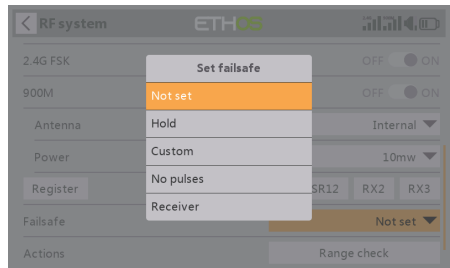 RF system
ETHOS
2.4G FSK
OFF ON
Set failsafe
Not set
Hold
Custom
No pulses
Receiver
900M
OFF ON
Antenna
Internal
Power
10mw
Register
SR12 RX2 RX3
Failsafe
Not set
Actions
Range check